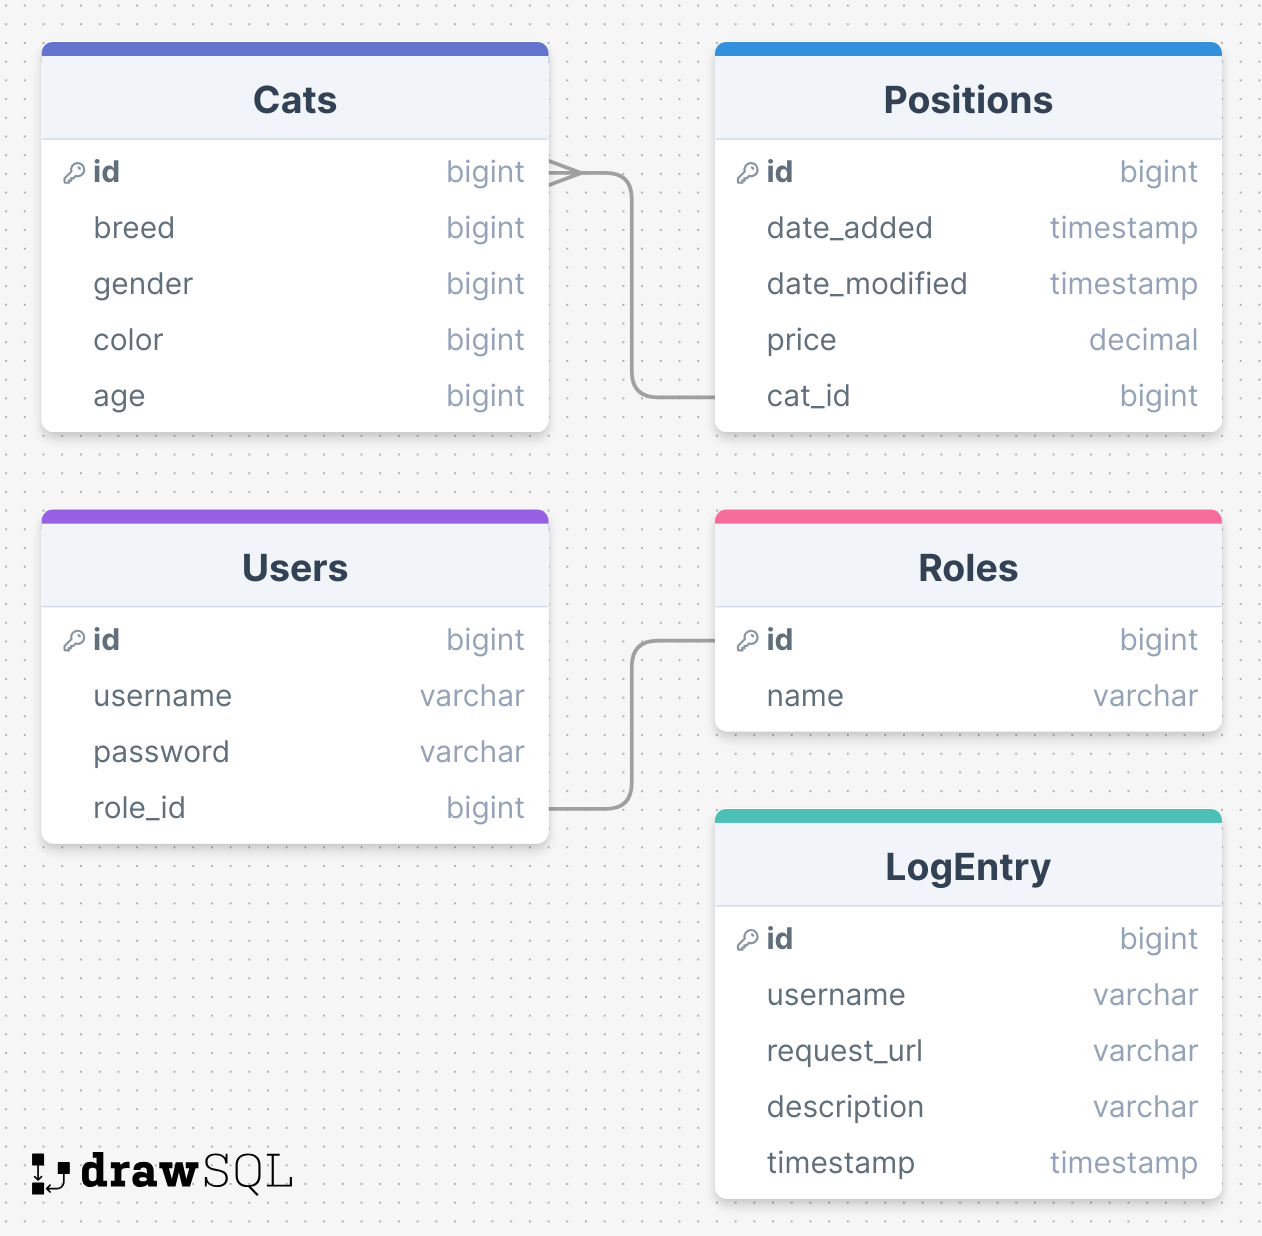 Cats
id bigint
breed bigint
gender bigint
color bigint
age bigint
Positions
id bigint
date_added timestamp
date_modified timestamp
price decimal
cat_id bigint
Users
id bigint
username varchar
password varchar
role_id bigint
Roles
id bigint
name varchar
LogEntry
id bigint
username varchar
request_url varchar
description varchar
timestamp timestamp
drawSQL